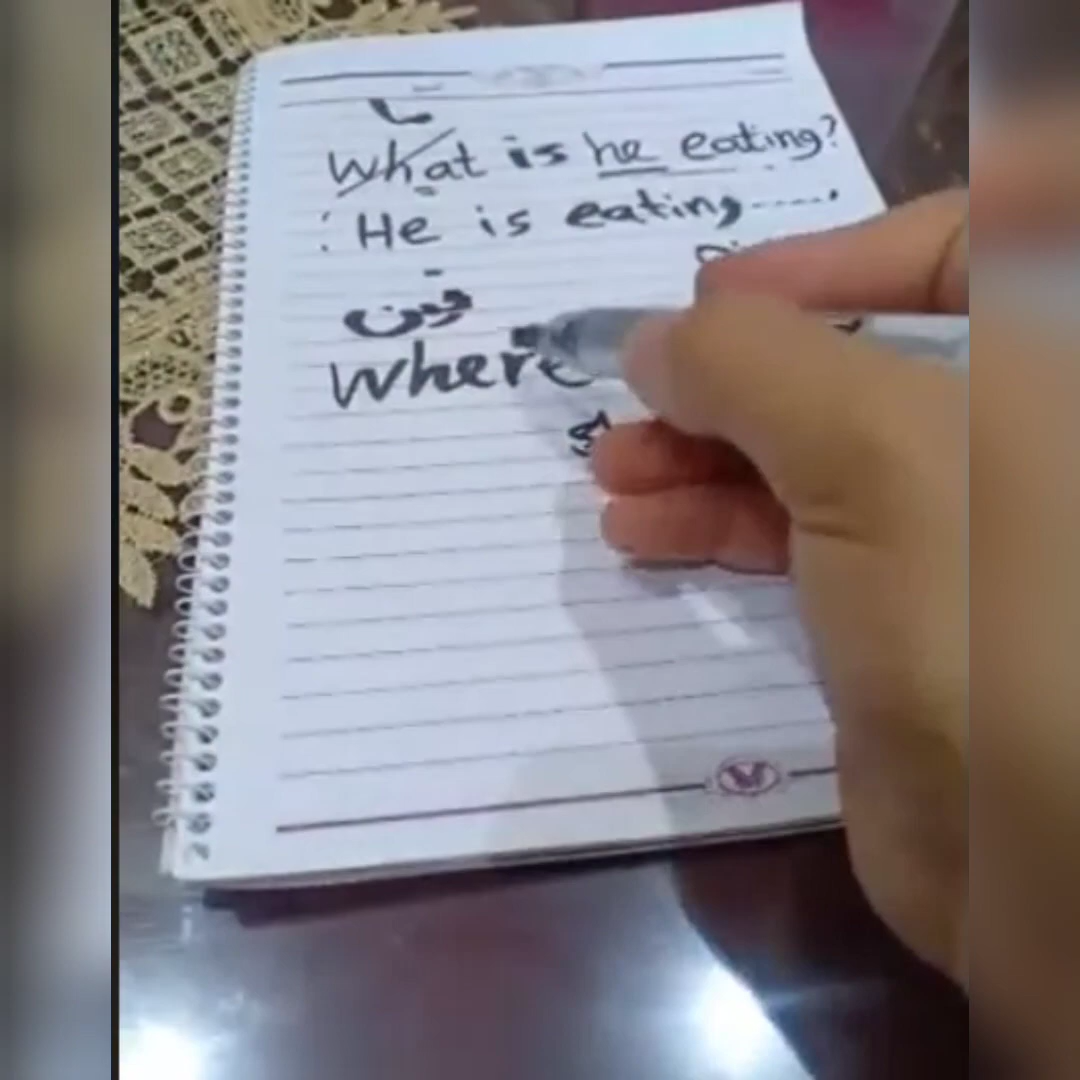 What is he eating?
: He is eating.....
فين
Where